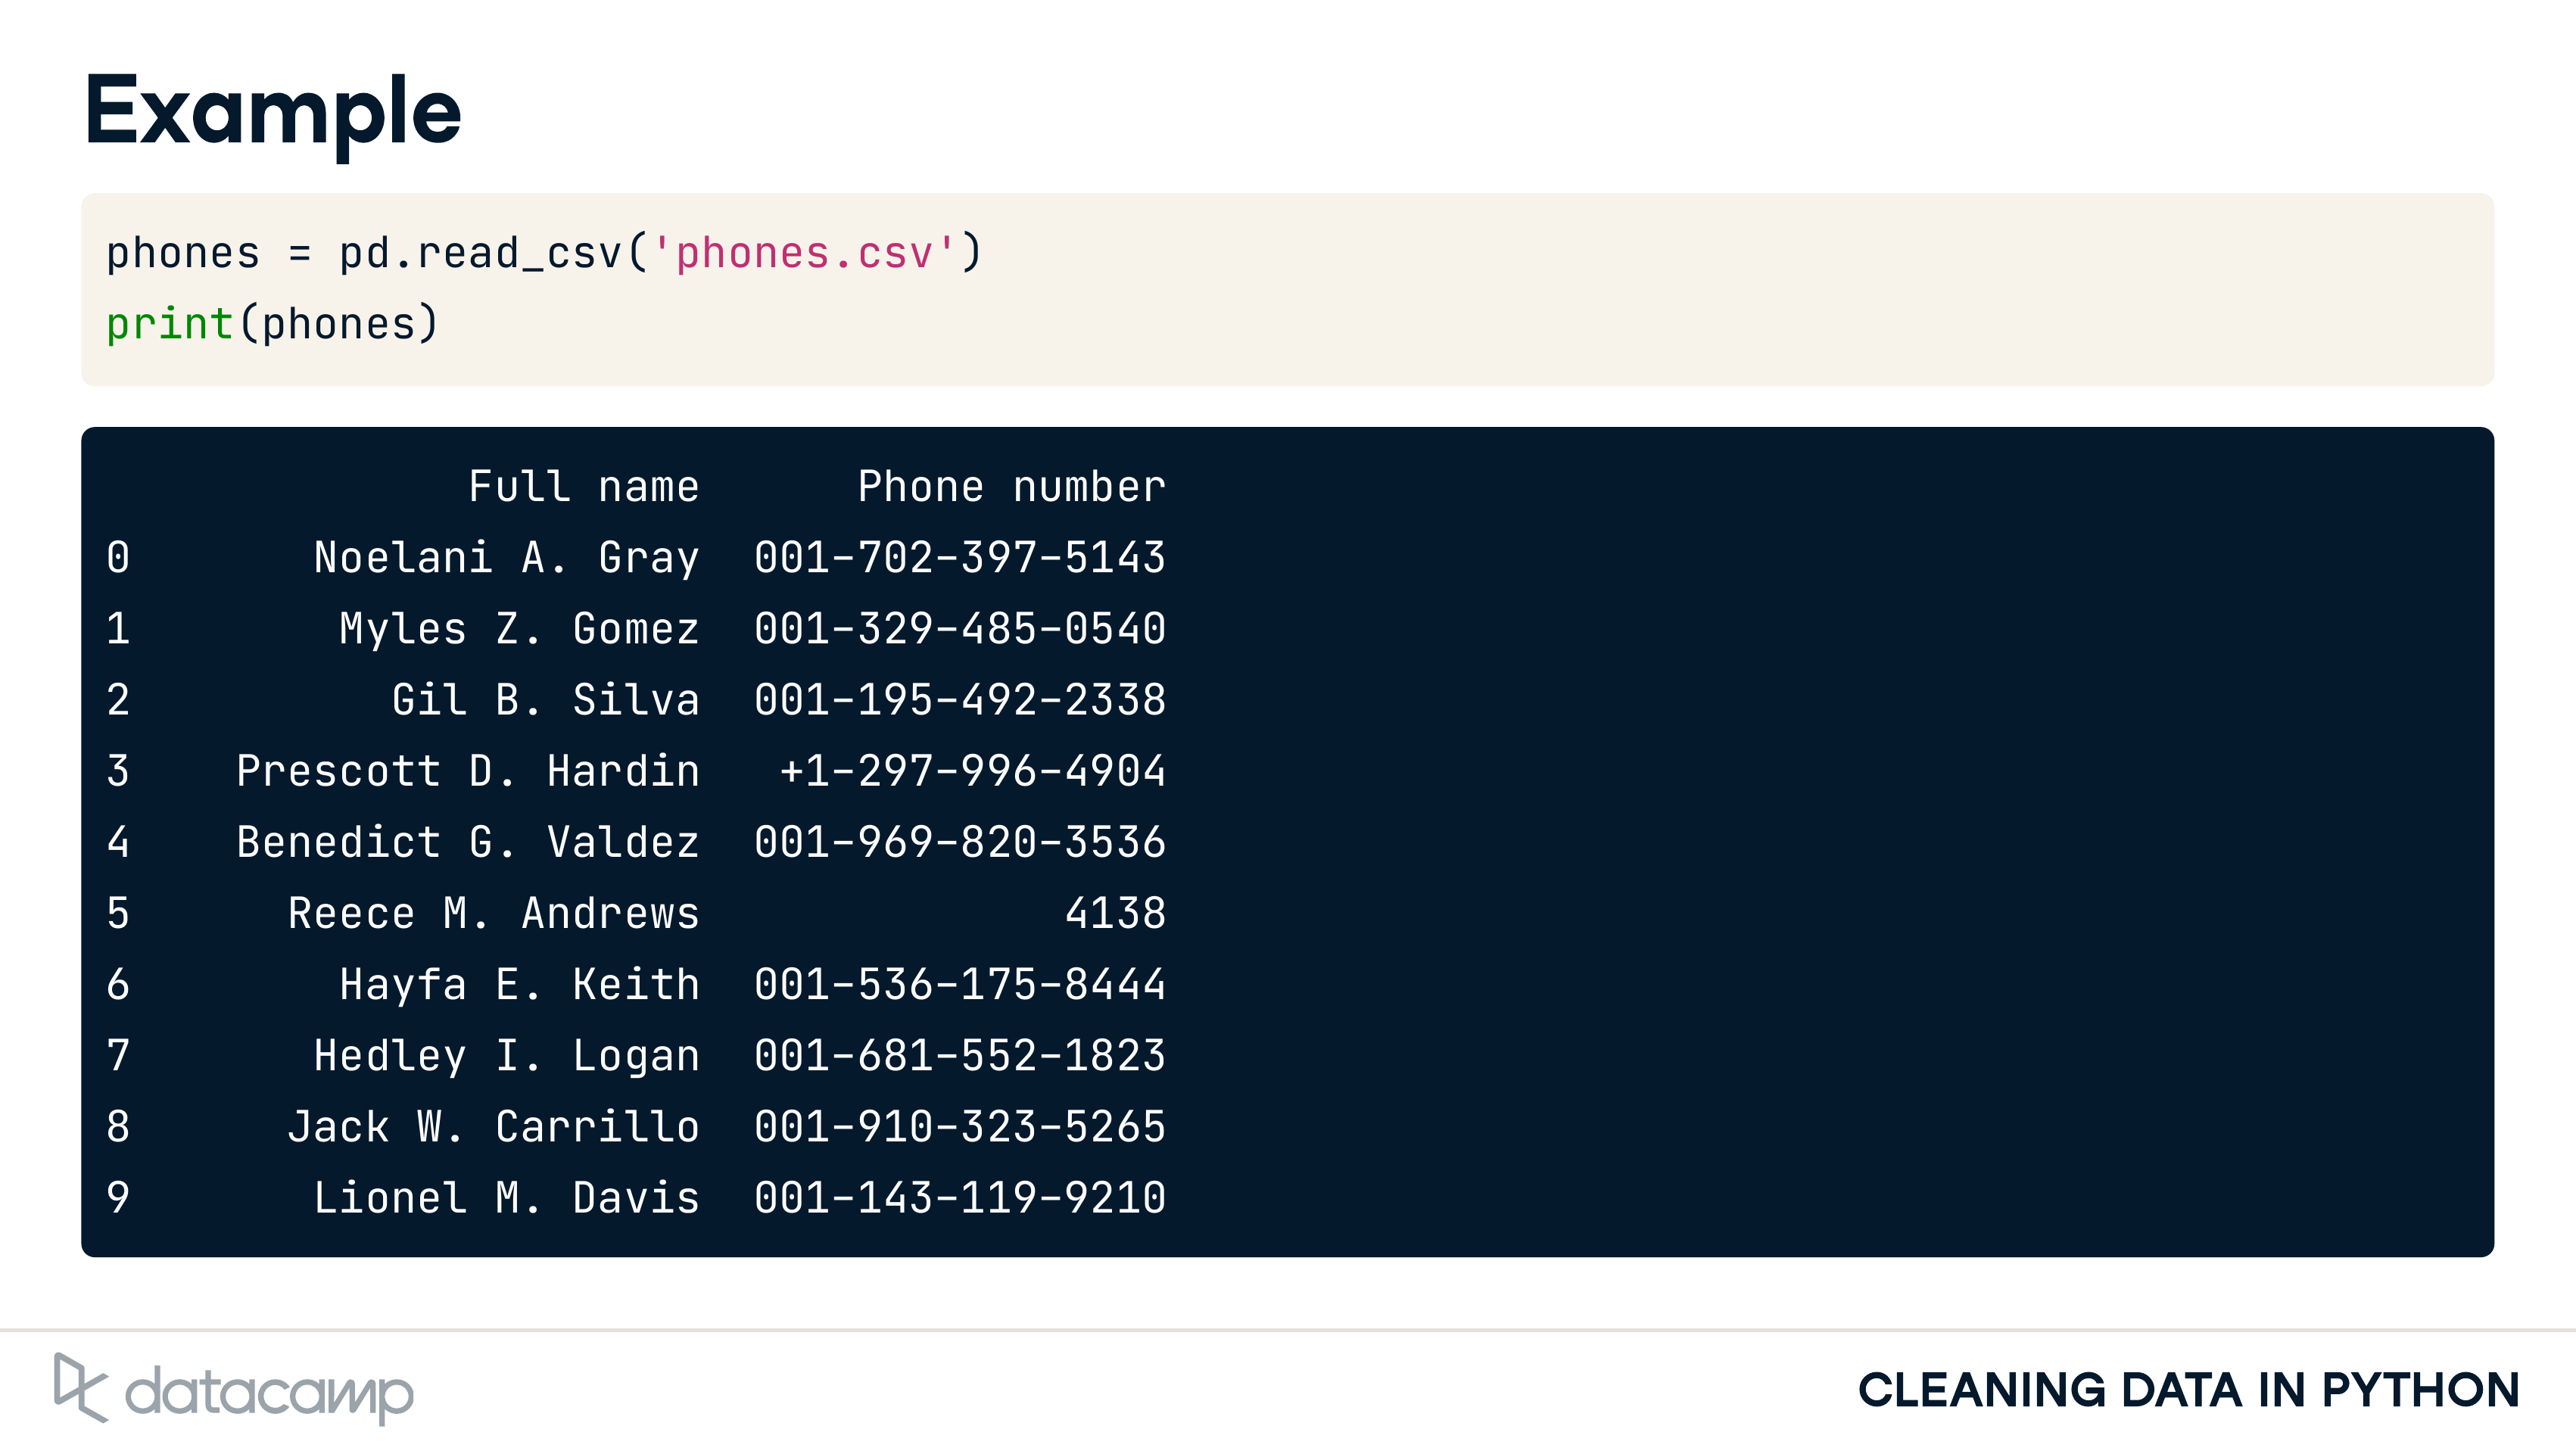 Example
phones = pd.read_csv('phones.csv')
print(phones)
Full name Phone number
0 Noelani A. Gray 001-702-397-5143
1 Myles Z. Gomez 001-329-485-0540
2 Gil B. Silva 001-195-492-2338
3 Prescott D. Hardin +1-297-996-4904
4 Benedict G. Valdez 001-969-820-3536
5 Reece M. Andrews 4138
6 Hayfa E. Keith 001-536-175-8444
7 Hedley I. Logan 001-681-552-1823
8 Jack W. Carrillo 001-910-323-5265
9 Lionel M. Davis 001-143-119-9210
datacamp
CLEANING DATA IN PYTHON